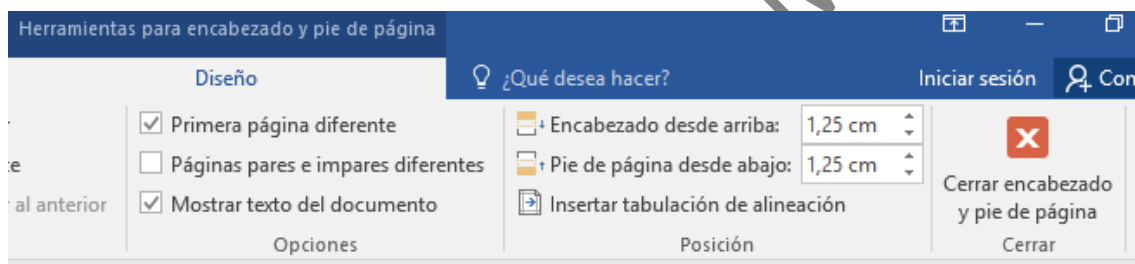 Herramientas para encabezado y pie de página
Diseño
¿Qué desea hacer?
Iniciar sesión
Primera página diferente
Páginas pares e impares diferentes
al anterior
Mostrar texto del documento
Opciones
Encabezado desde arriba: 1,25 cm
Pie de página desde abajo: 1,25 cm
Insertar tabulación de alineación
Posición
Cerrar encabezado
y pie de página
Cerrar